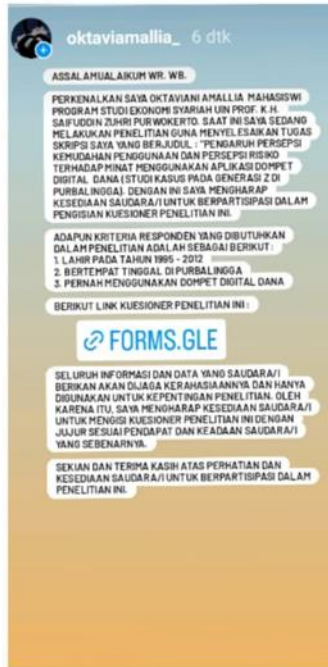 oktaviamallia_ 6 dtk
ASSALAMUALAIKUM WR. WB.
PERKENALKAN SAYA OKTAVIANI AMALLIA MAHASISWI
PROGRAM STUDI EKONOMI SYARIAH UIN PROF. K.H.
SAIFUDDIN ZUHRI PURWOKERTO. SAAT INI SAYA SEDANG
MELAKUKAN PENELITIAN GUNA MENYELESAIKAN TUGAS
SKRIPSI SAYA YANG BERJUDUL : "PENGARUH PERSEPSI
KEMUDAHAN PENGGUNAAN DAN PERSEPSI RISIKO
TERHADAP MINAT MENGGUNAKAN APLIKASI DOMPET
DIGITAL DANA (STUDI KASUS PADA GENERASI Z DI
PURBALINGGA). DENGAN INI SAYA MENGHARAP
KESEDIAAN SAUDARA/I UNTUK BERPARTISIPASI DALAM
PENGISIAN KUESIONER PENELITIAN INI.
ADAPUN KRITERIA RESPONDEN YANG DIBUTUHKAN
DALAM PENELITIAN ADALAH SEBAGAI BERIKUT:
1. LAHIR PADA TAHUN 1995 - 2012
2. BERTEMPAT TINGGAL DI PURBALINGGA
3. PERNAH MENGGUNAKAN DOMPET DIGITAL DANA
BERIKUT LINK KUESIONER PENELITIAN INI :
FORMS.GLE
SELURUH INFORMASI DAN DATA YANG SAUDARA/I
BERIKAN AKAN DIJAGA KERAHASIAANNYA DAN HANYA
DIGUNAKAN UNTUK KEPENTINGAN PENELITIAN. OLEH
KARENA ITU, SAYA MENGHARAP KESEDIAAN SAUDARA/I
UNTUK MENGISI KUESIONER PENELITIAN INI DENGAN
JUJUR SESUAI PENDAPAT DAN KEADAAN SAUDARA/I
YANG SEBENARNYA.
SEKIAN DAN TERIMA KASIH ATAS PERHATIAN DAN
KESEDIAAN SAUDARA/I UNTUK BERPARTISIPASI DALAM
PENELITIAN INI.